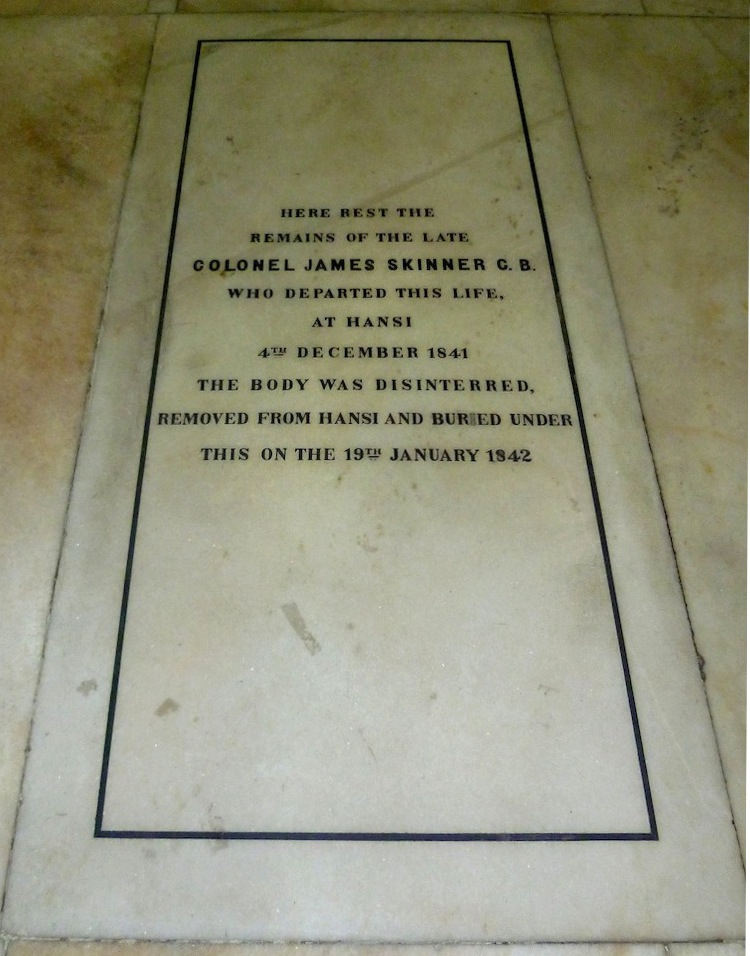 HERE REST THE
REMAINS OF THE LATE
COLONEL JAMES SKINNER C. B.
WHO DEPARTED THIS LIFE,
AT HANSI
4TH DECEMBER 1841
THE BODY WAS DISINTERRED,
REMOVED FROM HANSI AND BURIED UNDER
THIS ON THE 19TH JANUARY 1842